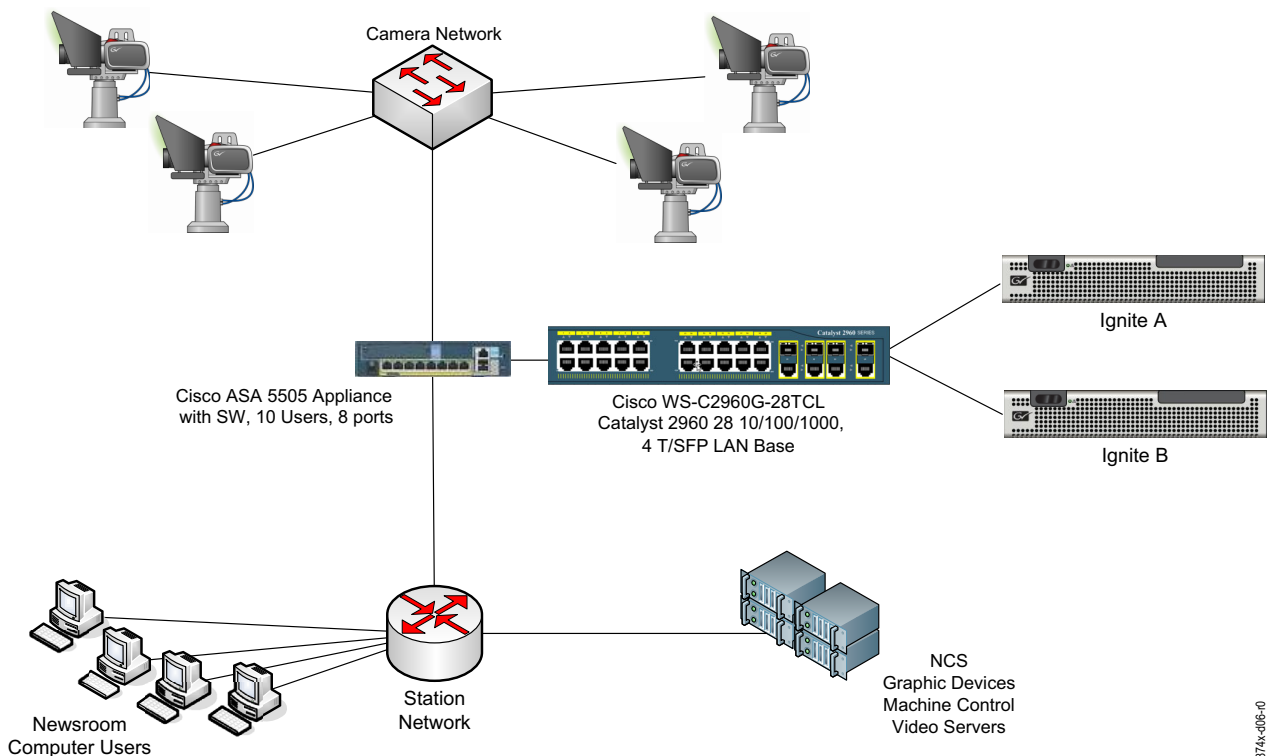 Camera Network
Catalyst 2960 SERIES
Ignite A
Cisco ASA 5505 Appliance
with SW, 10 Users, 8 ports
Cisco WS-C2960G-28TCL
Catalyst 2960 28 10/100/1000,
4 T/SFP LAN Base
Ignite B
NCS
Graphic Devices
Machine Control
Video Servers
Station
Network
Newsroom
Computer Users